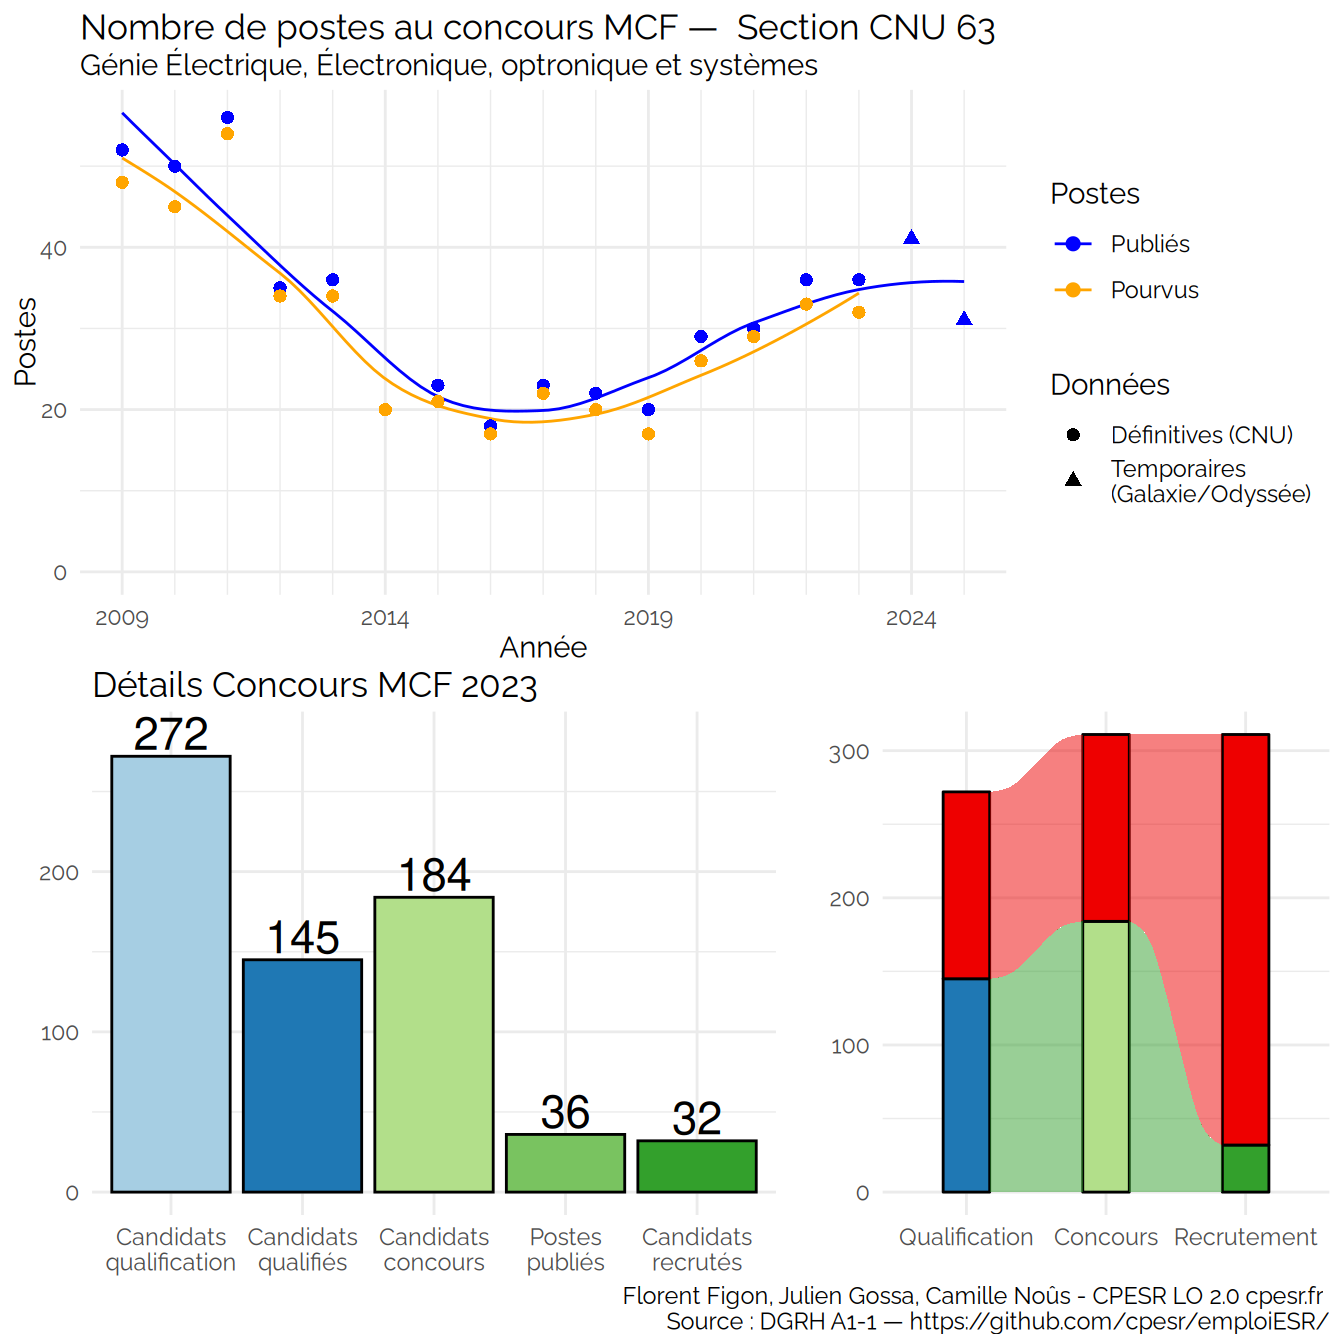 Nombre de postes au concours MCF —  Section CNU 63
Génie Électrique, Électronique, optronique et systèmes
Postes
40
20
0
2009
2014
2019
2024
Année
Postes
Publiés
Pourvus
Données
Définitives (CNU)
Temporaires
(Galaxie/Odyssée)
Détails Concours MCF 2023
272
145
184
36
32
200
100
0
Candidats
qualification
Candidats
qualifiés
Candidats
concours
Postes
publiés
Candidats
recrutés
300
200
100
0
Qualification
Concours
Recrutement
Florent Figon, Julien Gossa, Camille Noûs - CPESR LO 2.0 cpesr.fr
Source : DGRH A1-1 — https://github.com/cpesr/emploiESR/